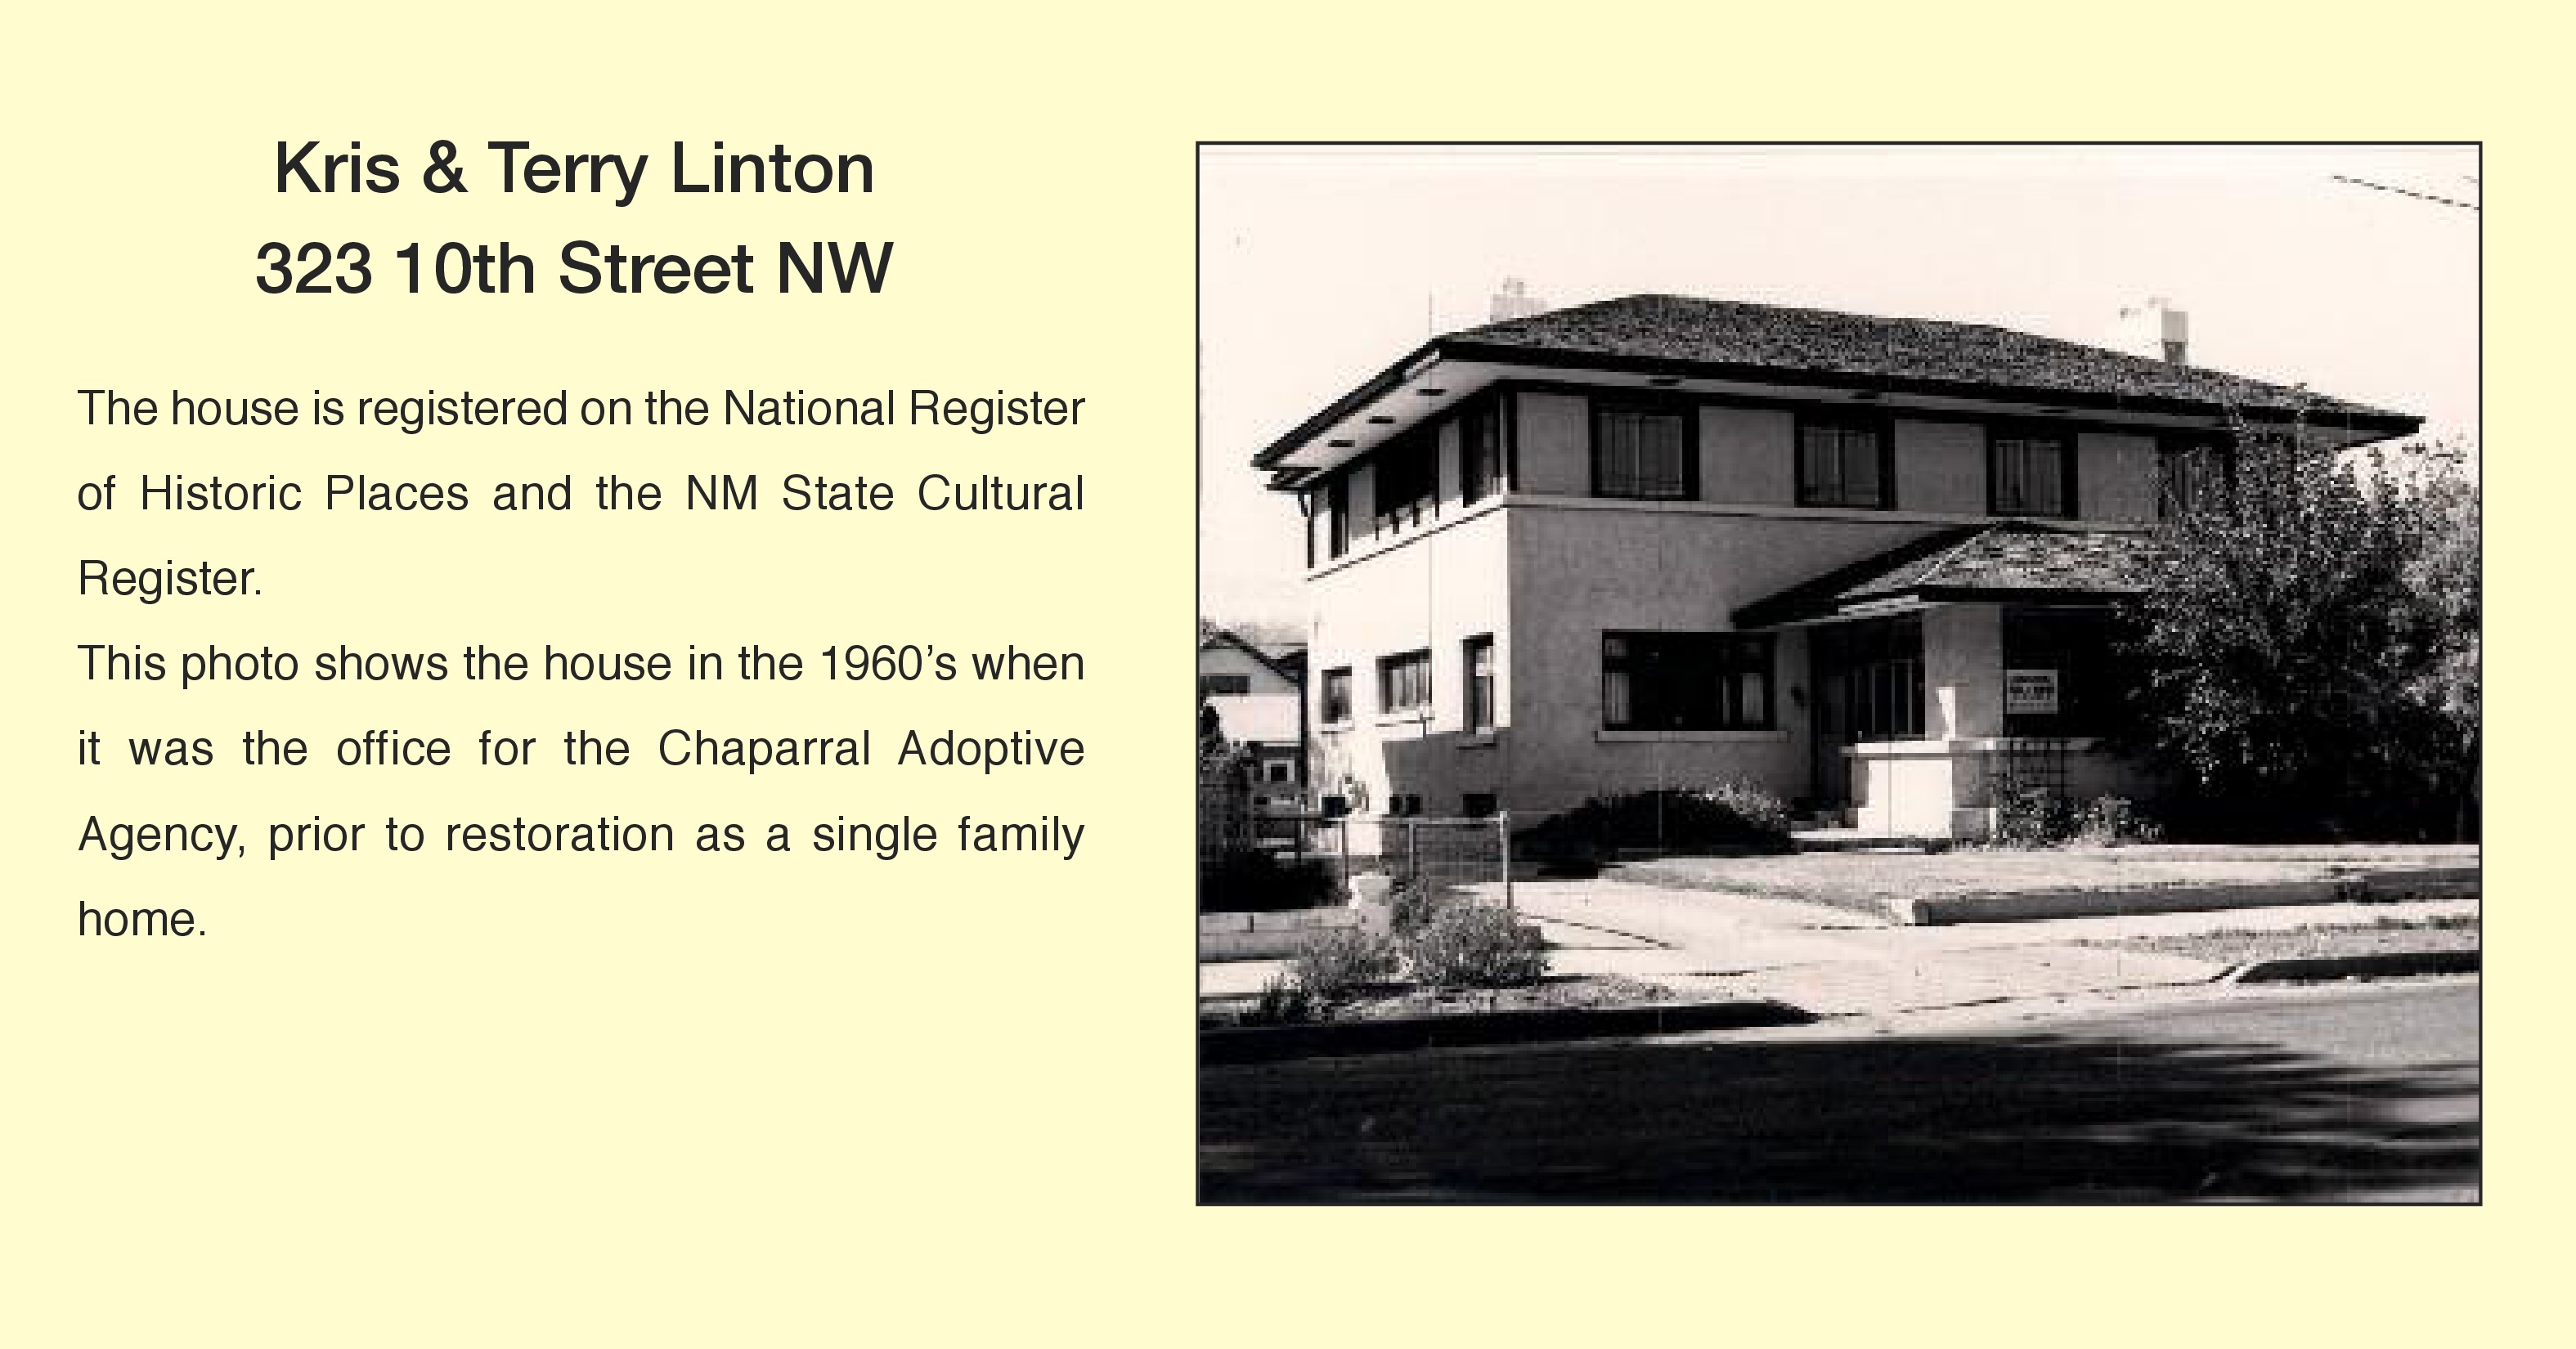 Kris & Terry Linton
323 10th Street NW
The house is registered on the National Register
of Historic Places and the NM State Cultural
Register.
This photo shows the house in the 1960’s when
it was the office for the Chaparral Adoptive
Agency, prior to restoration as a single family
home.